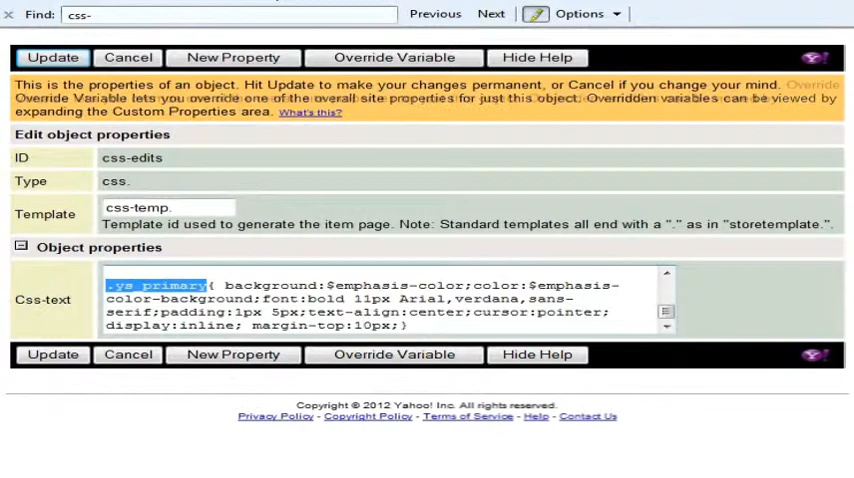 Find: css- Previous Next Options
Update Cancel New Property Override Variable Hide Help Y!
This is the properties of an object. Hit Update to make your changes permanent, or Cancel if you change your mind. Override
Override Variable lets you override one of the overall site properties for just this object. Overridden variables can be viewed by
expanding the Custom Properties area. What's this?
Edit object properties
ID css-edits
Type css.
Template css-temp.
Template id used to generate the item page. Note: Standard templates all end with a "." as in "storetemplate.".
Object properties
Css-text
.ys_primary{ background:$emphasis-color;color:$emphasis-
color-background;font:bold 11px Arial,verdana,sans-
serif;padding:1px 5px;text-align:center;cursor:pointer;
display:inline; margin-top:10px;}
Update Cancel New Property Override Variable Hide Help Y!
Copyright © 2012 Yahoo! Inc. All rights reserved.
Privacy Policy - Copyright Policy - Terms of Service - Help - Contact Us